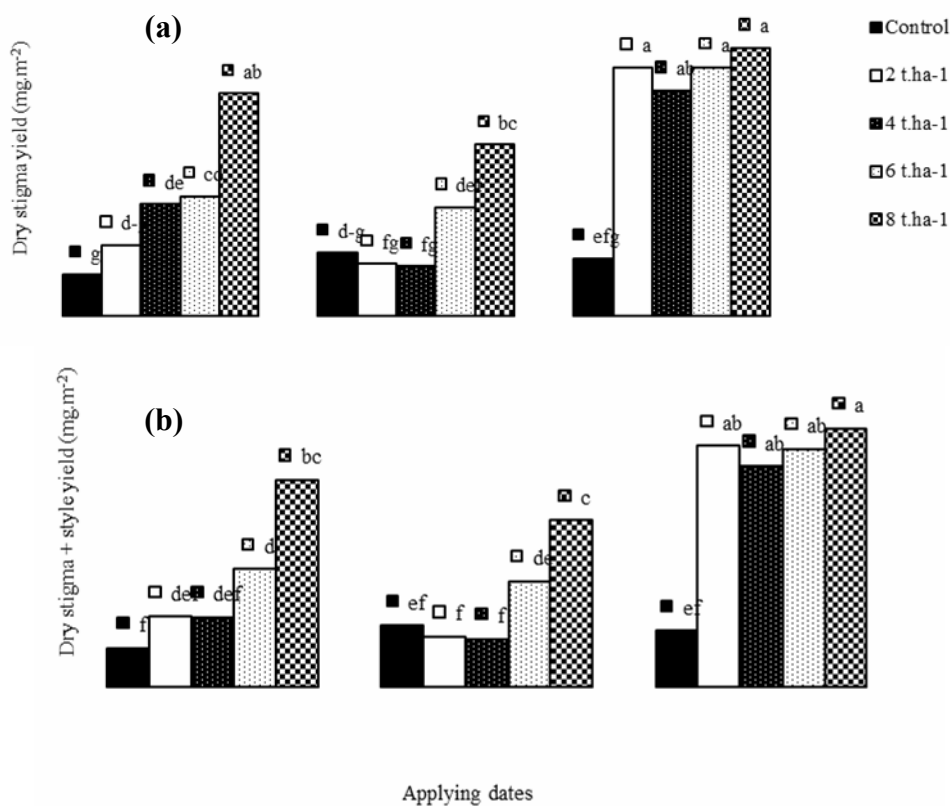 (a)
Dry stigma yield (mg.m-2)
g
d-
de
cd
ab
d-g
fg
fg
def
bc
efg
a
ab
a
a
Control
2 t.ha-1
4 t.ha-1
6 t.ha-1
8 t.ha-1
(b)
Dry stigma + style yield (mg.m-2)
f
def
def
d
bc
ef
f
f
de
c
ef
ab
ab
ab
a
Applying dates